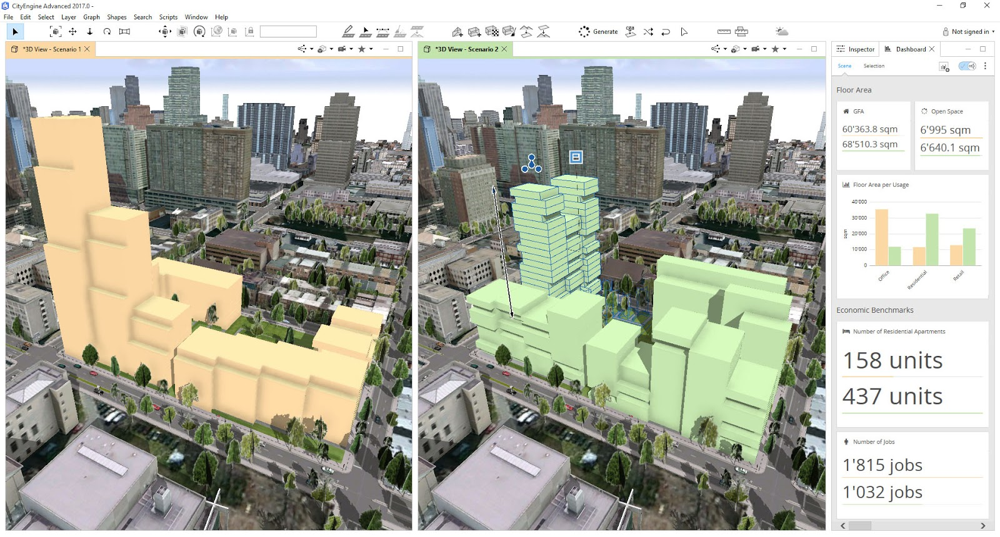 CityEngine Advanced 2017.0 -
File Edit Select Layer Graph Shapes Search Scripts Window Help
Generate
cga
Not signed in
*3D View - Scenario 1
*3D View - Scenario 2
Inspector
Dashboard
Scene
Selection
Floor Area
GFA
60'363.8 sqm
68'510.3 sqm
Open Space
6'995 sqm
6'640.1 sqm
Floor Area per Usage
sqm
40'000
30'000
20'000
10'000
0
Office
Residential
Retail
Economic Benchmarks
Number of Residential Apartments
158 units
437 units
Number of Jobs
1'815 jobs
1'032 jobs